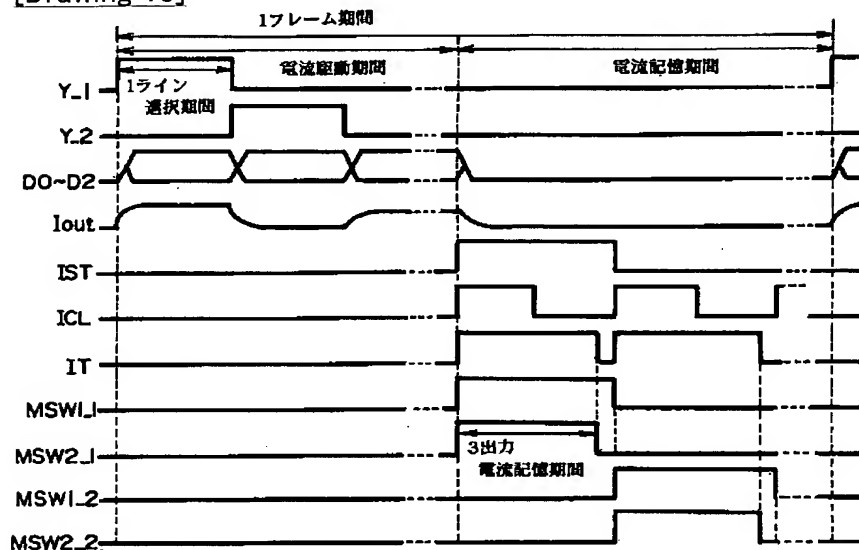 1フレーム期間
電流駆動期間
電流記憶期間
Y_1
1ライン
選択期間
Y_2
D0~D2
Iout
IST
ICL
IT
MSW1_1
MSW2_1
3出力
電流記憶期間
MSW1_2
MSW2_2